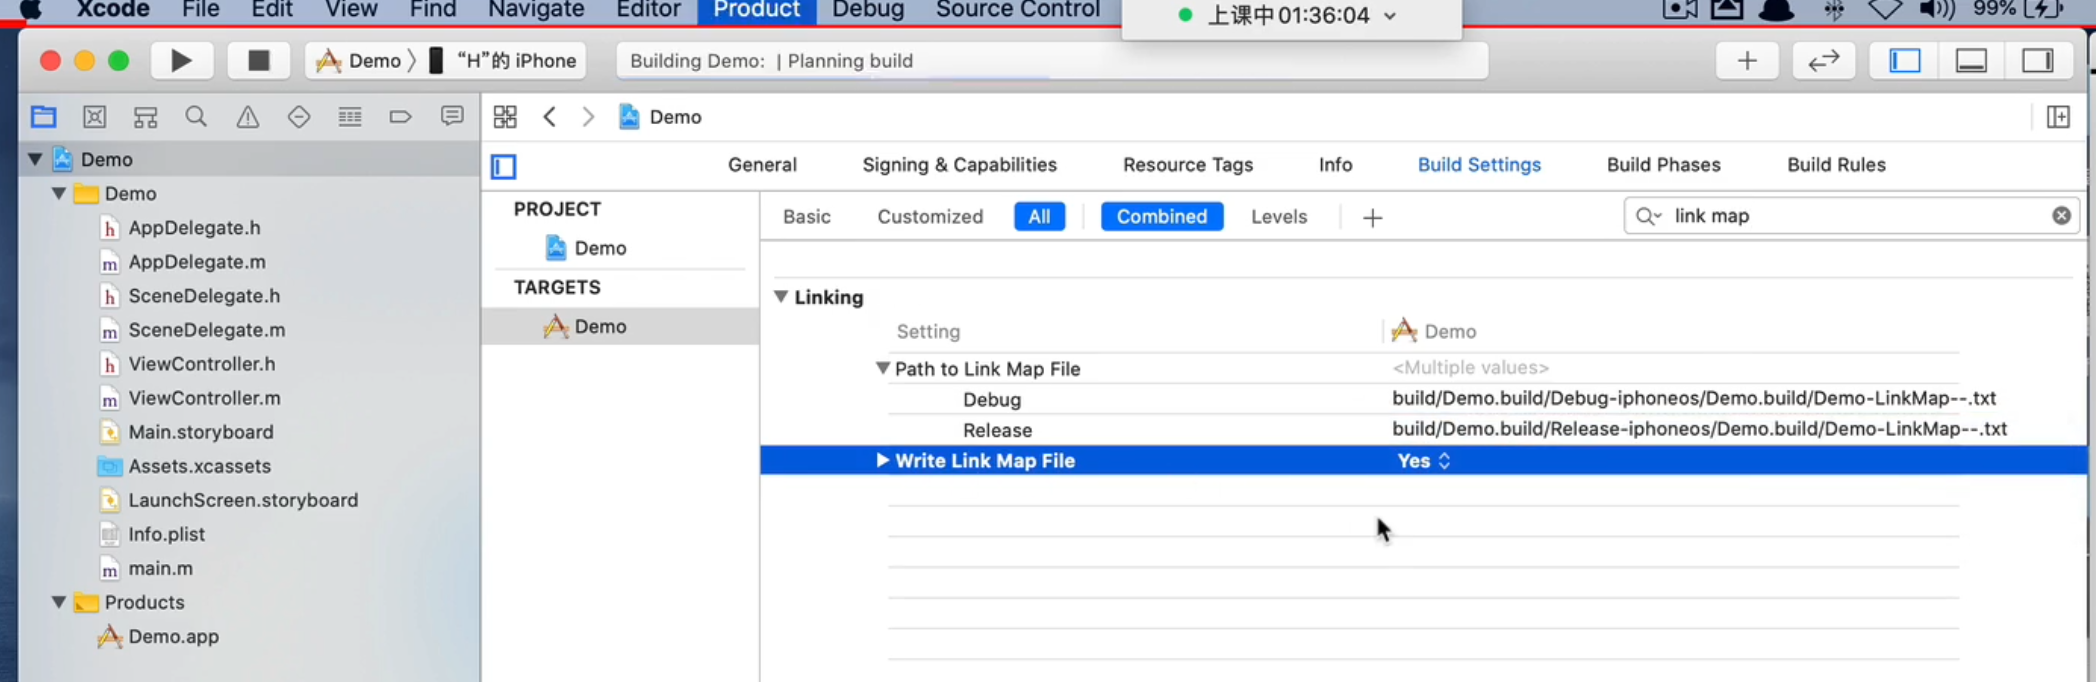 Xcode File Edit View Find Navigate Editor Product Debug Source Control
上课中01:36:04
99%
Demo 〉 “H”的 iPhone
Building Demo: | Planning build
Demo
General Signing & Capabilities Resource Tags Info Build Settings Build Phases Build Rules
Basic Customized All Combined Levels
link map
Demo
Demo
AppDelegate.h
AppDelegate.m
SceneDelegate.h
SceneDelegate.m
ViewController.h
ViewController.m
Main.storyboard
Assets.xcassets
LaunchScreen.storyboard
Info.plist
main.m
Products
Demo.app
PROJECT
Demo
TARGETS
Demo
Linking
Setting Demo
Path to Link Map File <Multiple values>
Debug build/Demo.build/Debug-iphoneos/Demo.build/Demo-LinkMap--.txt
Release build/Demo.build/Release-iphoneos/Demo.build/Demo-LinkMap--.txt
Write Link Map File Yes